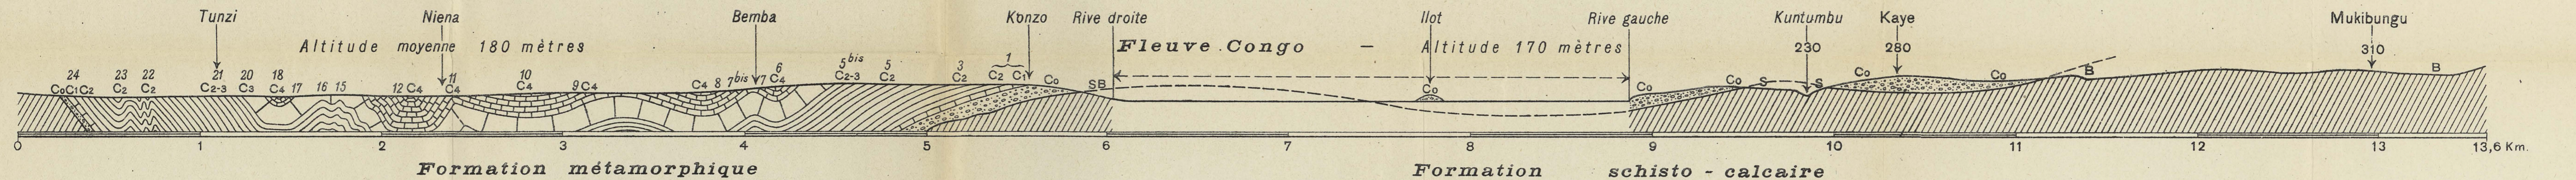 Tunzi Niena Bemba Konzo Rive droite Ilot Rive gauche Kuntumbu Kaye Mukibungu
Altitude moyenne 180 mètres Fleuve Congo — Altitude 170 mètres 230 280 310
24 23 22 21 20 18 17 16 15 12 C4 11 10 9 C4 C4 8 7bis 7 6 5bis 5 3 1
CoC1C2 C2 C2 C2-3 C3 C4 C4 C4 C4 C2-3 C2 C2 C2 C1 Co SB Co Co Co S S Co Co B B
0 1 2 3 4 5 6 7 8 9 10 11 12 13 13,6 Km.
Formation métamorphique Formation schisto - calcaire